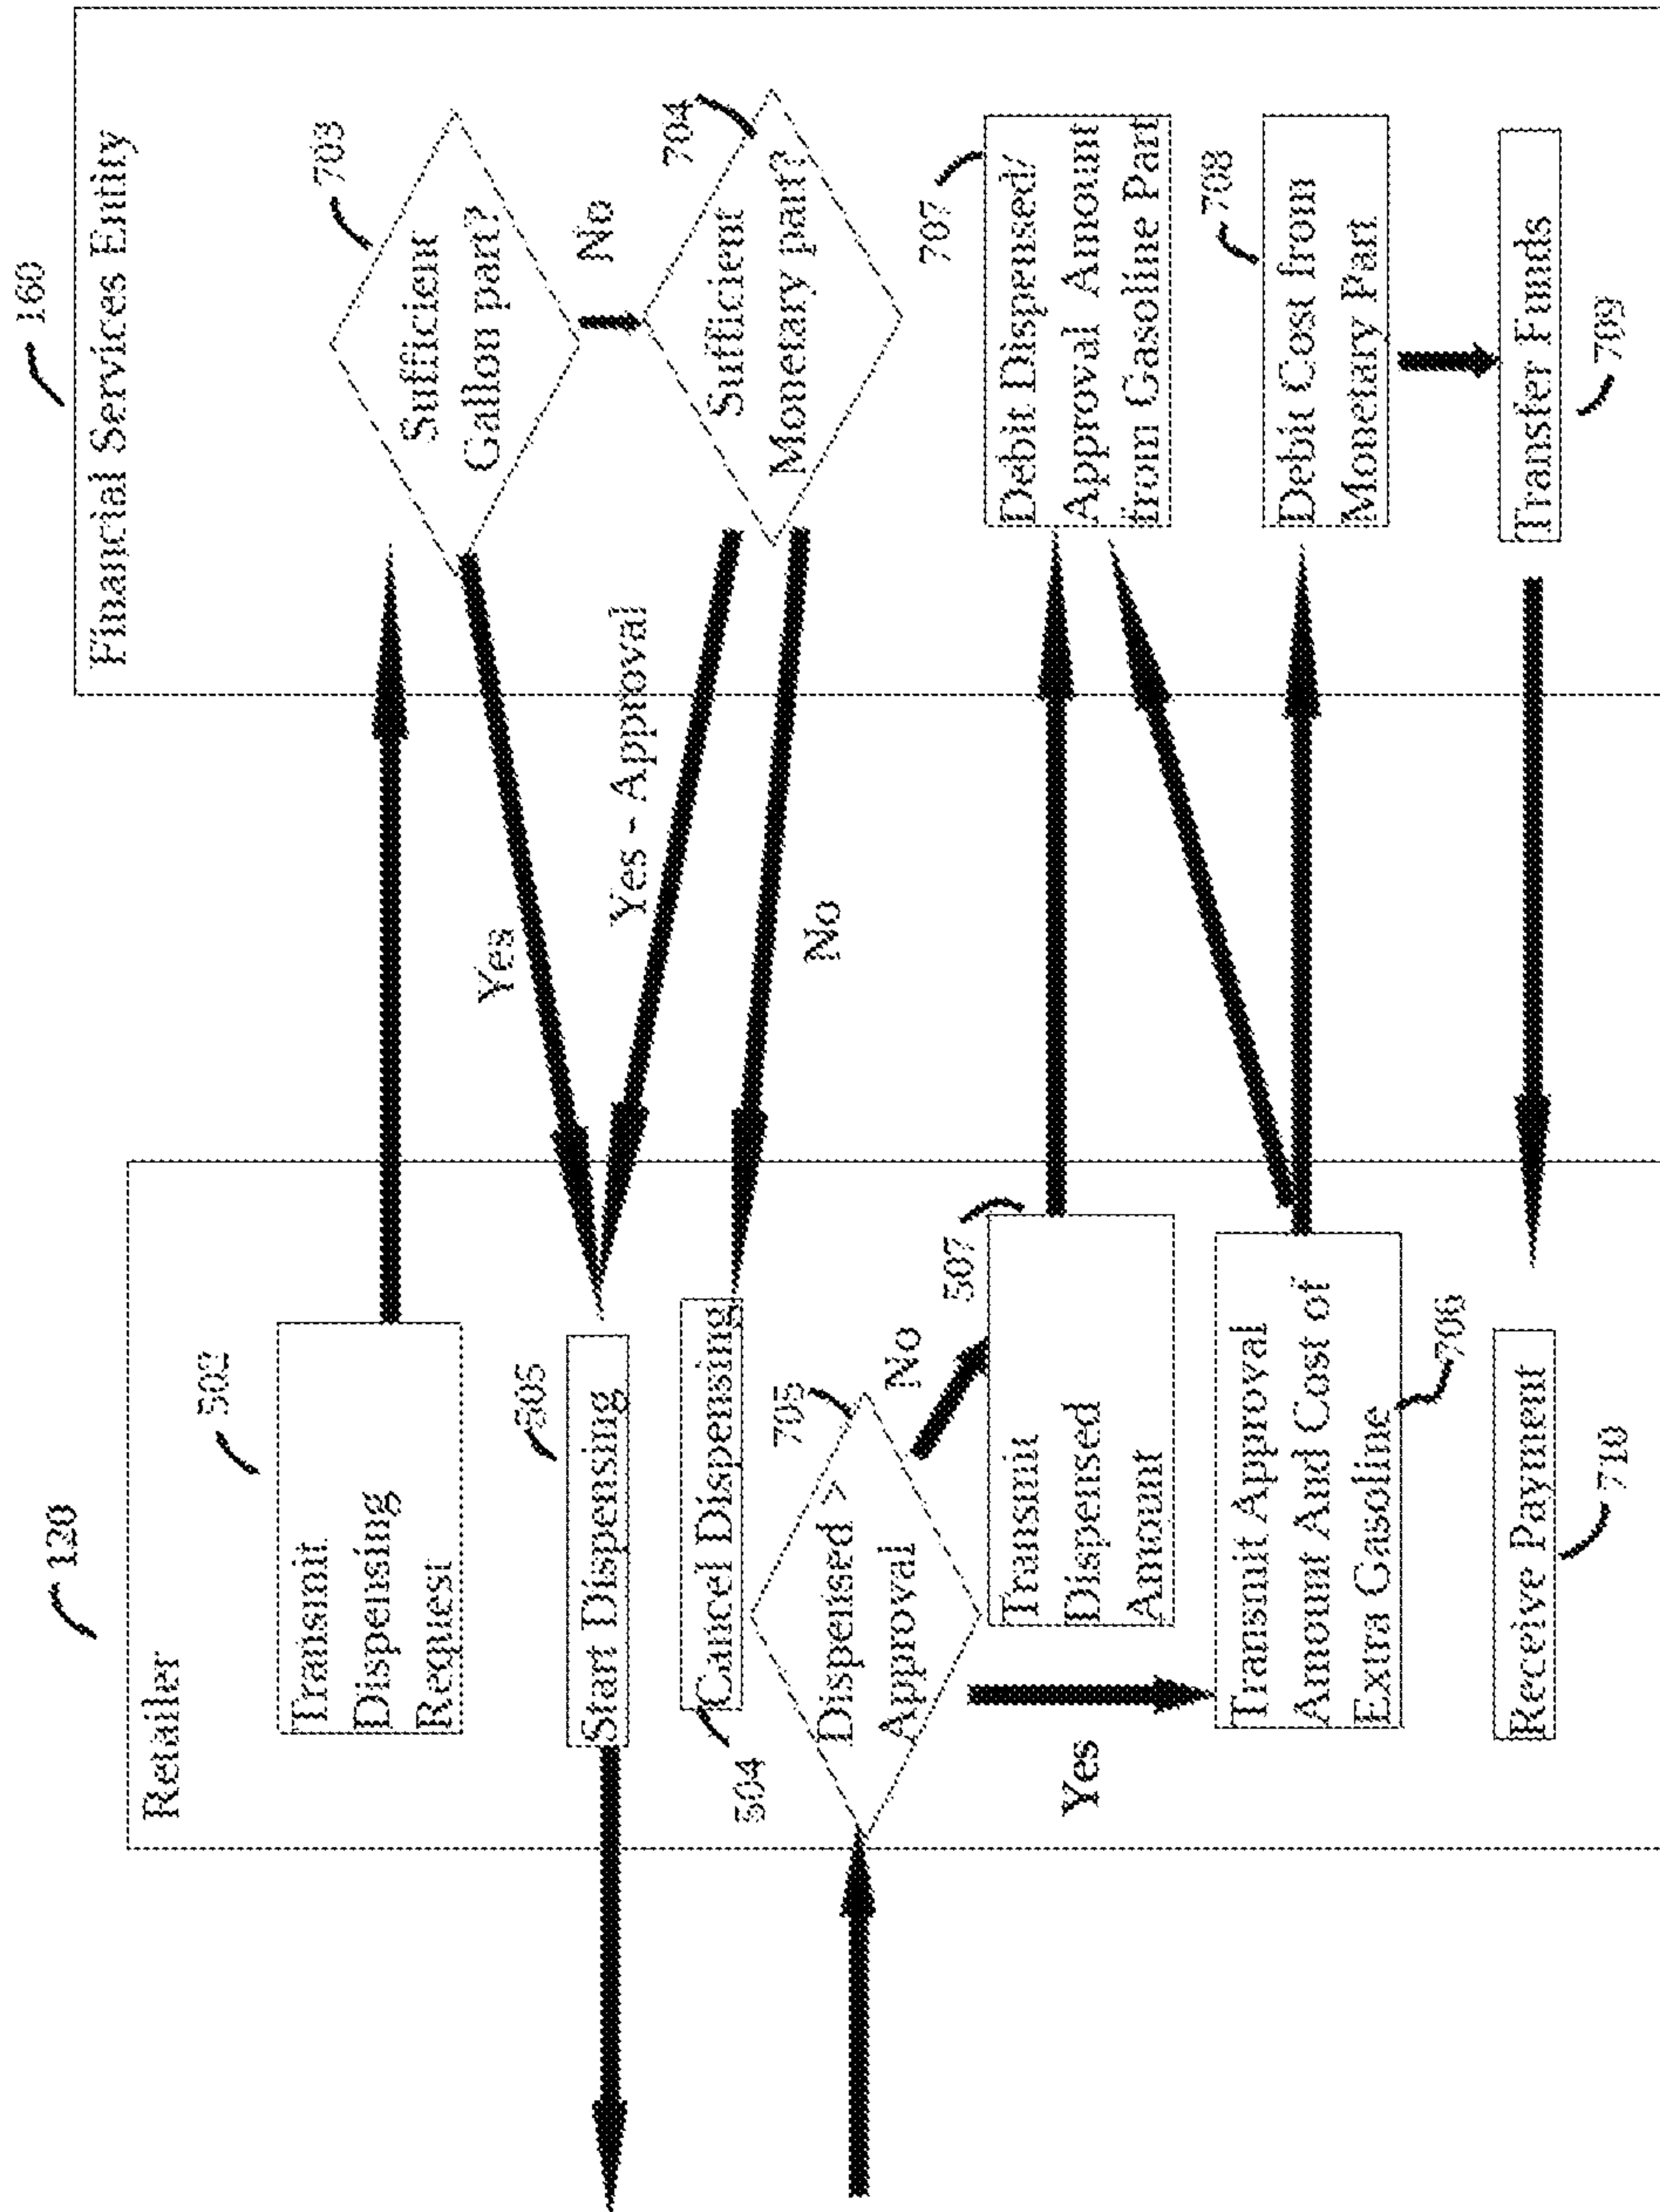 160
Financial Services Entity
703
Sufficient
Gallon part?
No
704
Sufficient
Monetary part?
Yes
Yes - Approval
No
707
Debit Dispensed/
Approval Amount
from Gasoline Part
708
Debit Cost from
Monetary Part
Transfer Funds
709
120
Retailer
502
Transmit
Dispensing
Request
505
Start Dispensing
504
Cancel Dispensing
705
Dispensed >
Approval
No
Yes
507
Transmit
Dispensed
Amount
Transmit Approval
Amount And Cost of
Extra Gasoline
706
Receive Payment
710